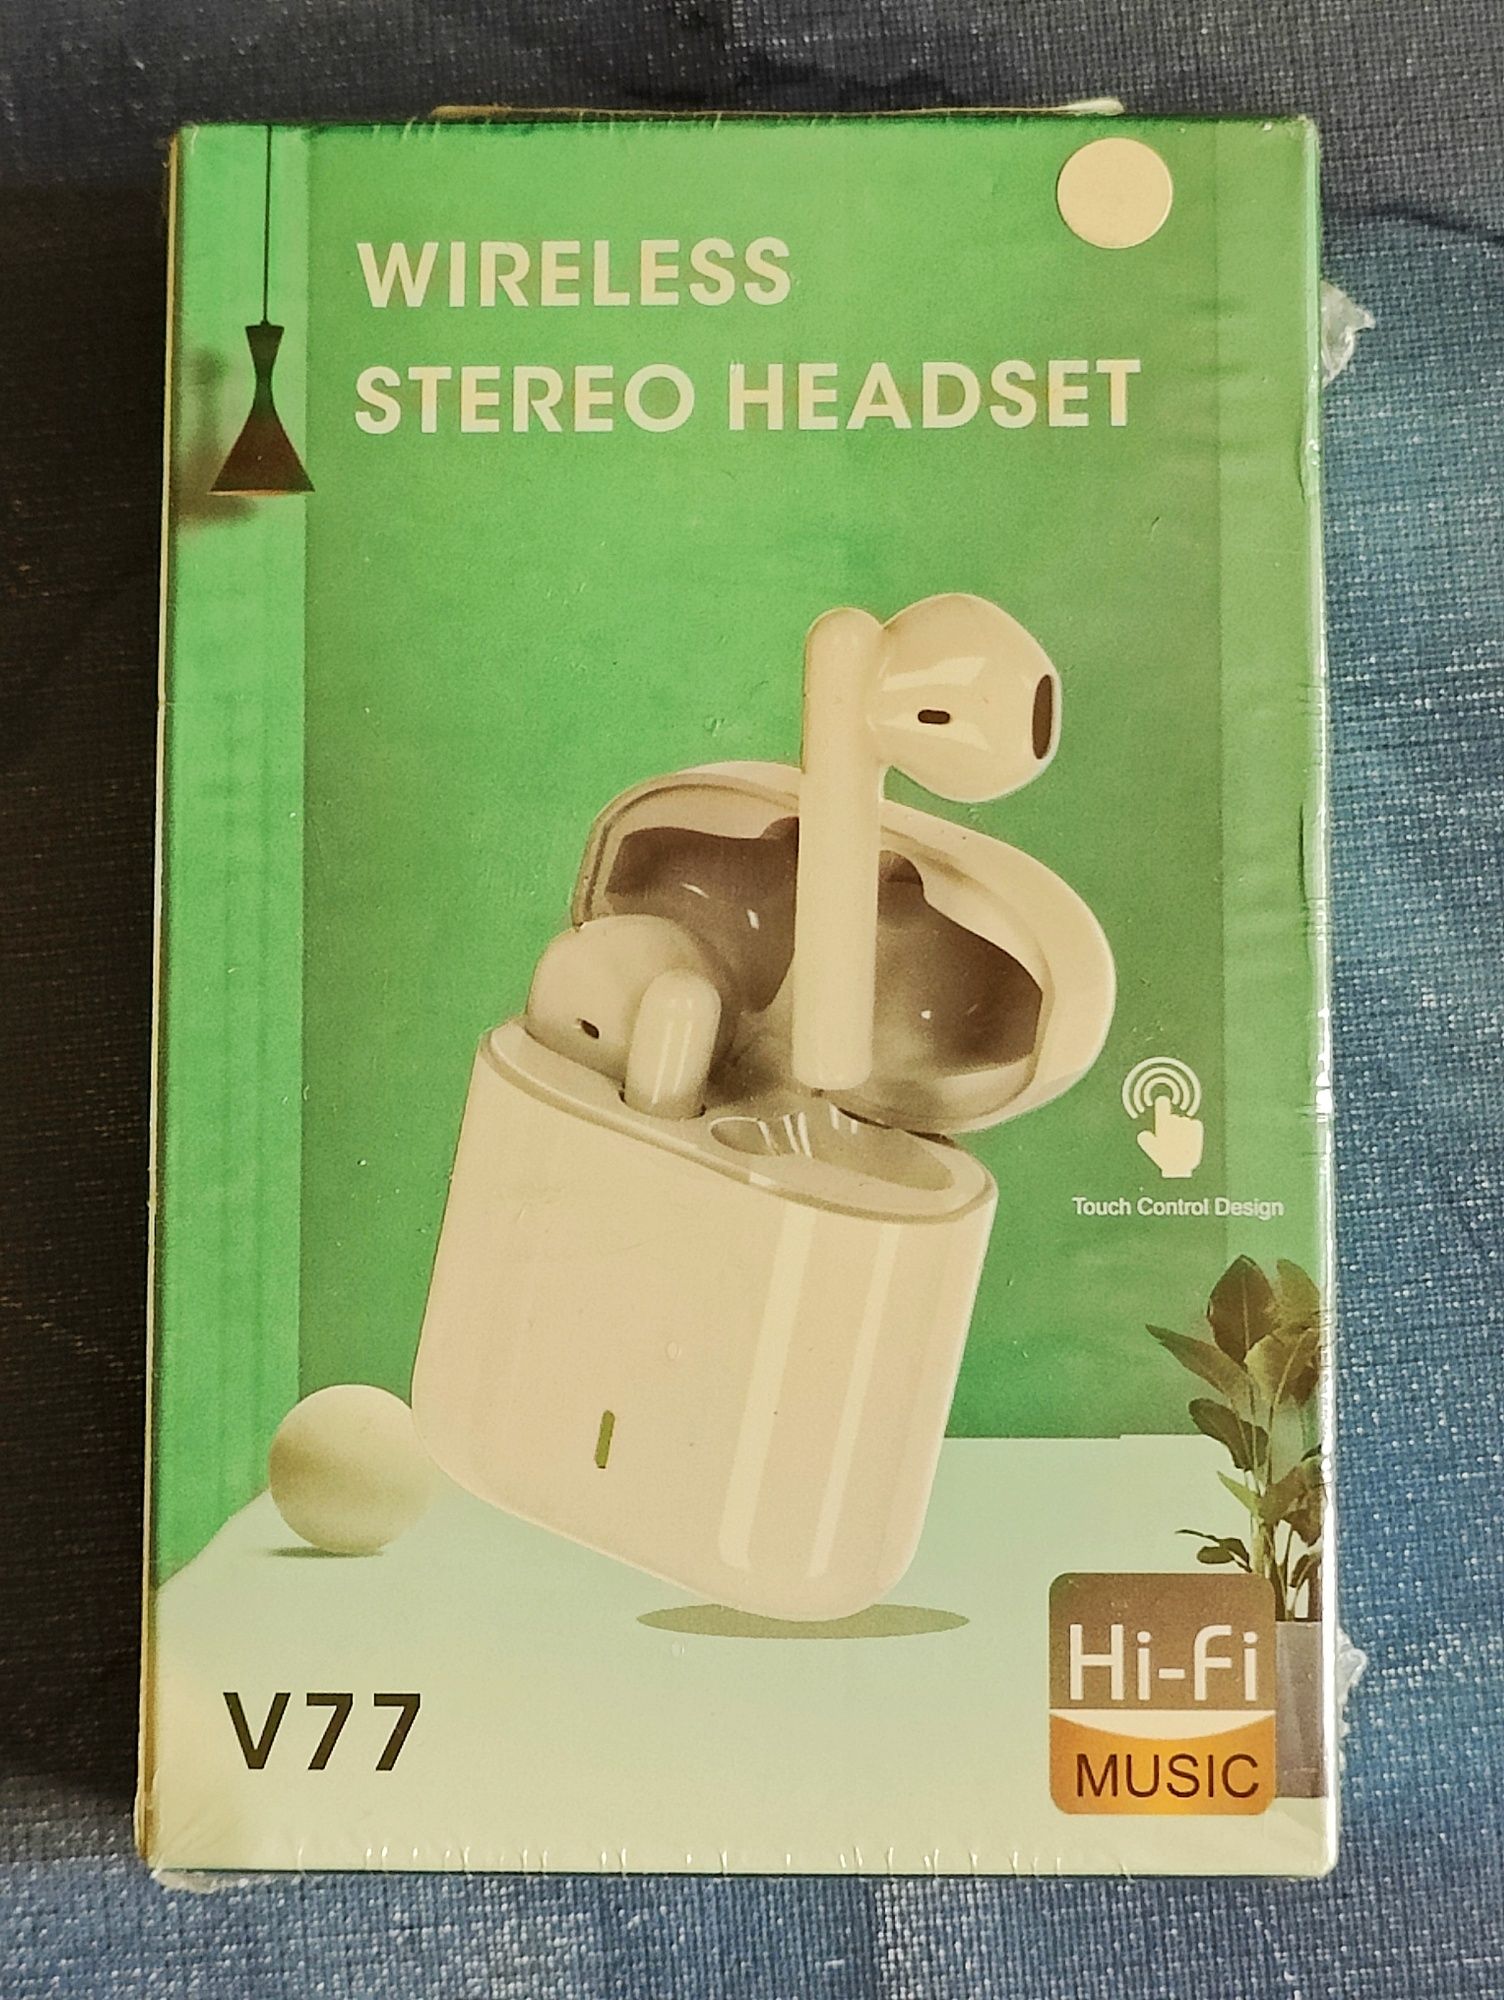 WIRELESS
STEREO HEADSET
Touch Control Design
V77
Hi-Fi
MUSIC